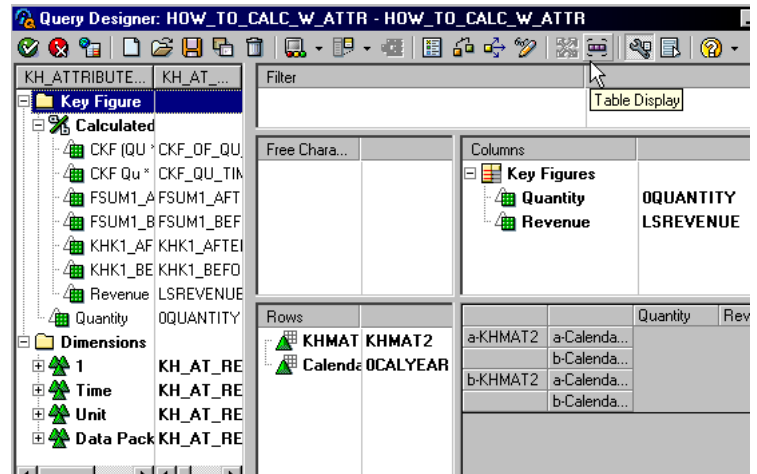 Query Designer: HOW_TO_CALC_W_ATTR - HOW_TO_CALC_W_ATTR
KH_ATTRIBUTE... KH_AT_...
Key Figure
Calculated
CKF (QU * CKF_OF_QU
CKF Qu * CKF_QU_TIM
FSUM1_A FSUM1_AFT
FSUM1_B FSUM1_BEF
KHK1_AF KHK1_AFTE
KHK1_BE KHK1_BEFO
Revenue LSREVENUE
Quantity 0QUANTITY
Dimensions
1 KH_AT_RE
Time KH_AT_RE
Unit KH_AT_RE
Data Pack KH_AT_RE
Filter
Table Display
Free Chara...
Columns
Key Figures
Quantity 0QUANTITY
Revenue LSREVENUE
Rows
KHMAT KHMAT2
Calenda 0CALYEAR
Quantity Rev
a-KHMAT2 a-Calenda...
b-Calenda...
b-KHMAT2 a-Calenda...
b-Calenda...